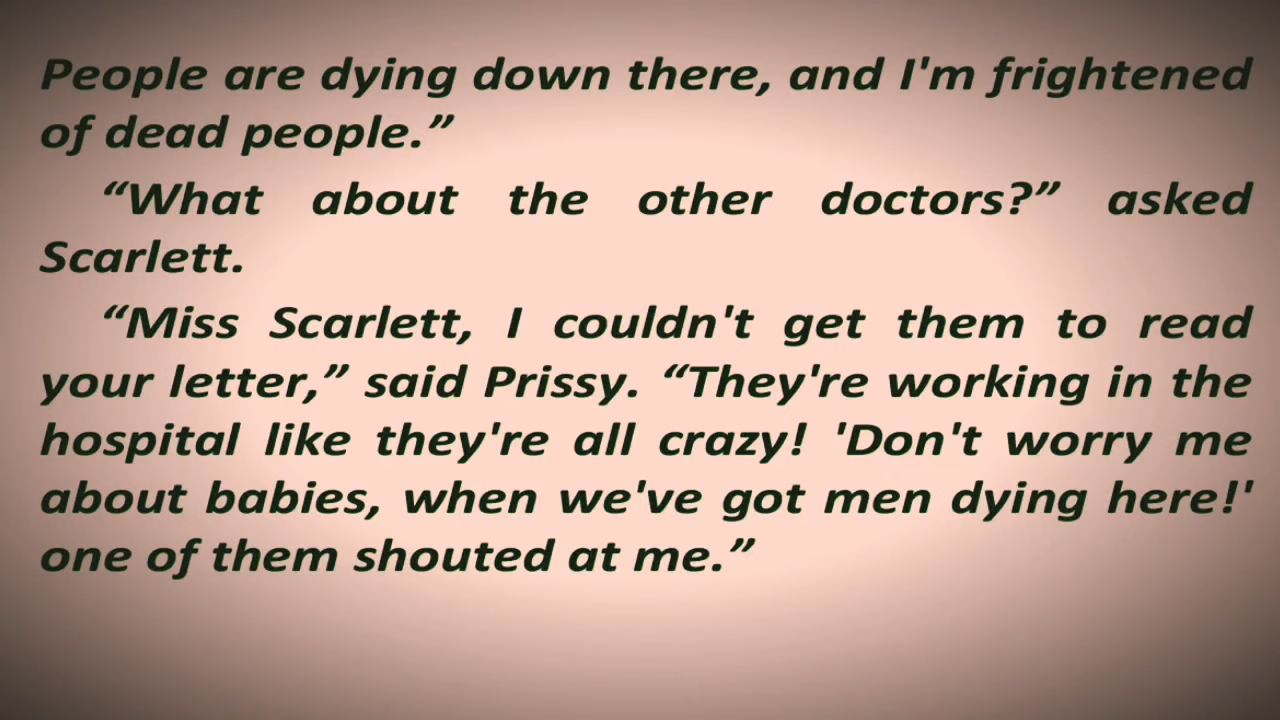 People are dying down there, and I'm frightened
of dead people.”
“What about the other doctors?” asked
Scarlett.
“Miss Scarlett, I couldn't get them to read
your letter,” said Prissy. “They're working in the
hospital like they're all crazy! 'Don't worry me
about babies, when we've got men dying here!'
one of them shouted at me.”